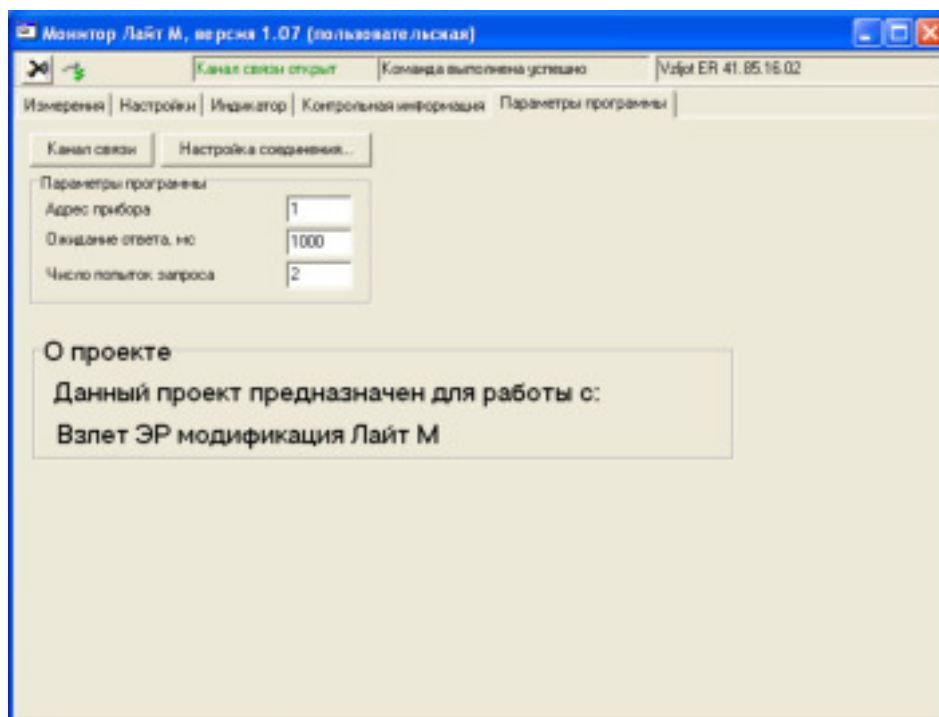 Монитор Лайт М, версия 1.07 (пользовательская)
Канал связи открыт Команда выполнена успешно Vzljot ER 41.85.16.02
Измерения Настройки Индикатор Контрольная информация Параметры программы
Канал связи Настройка соединения...
Параметры программы
Адрес прибора 1
Ожидание ответа, мс 1000
Число попыток запроса 2
О проекте
Данный проект предназначен для работы с:
Взлет ЭР модификация Лайт М